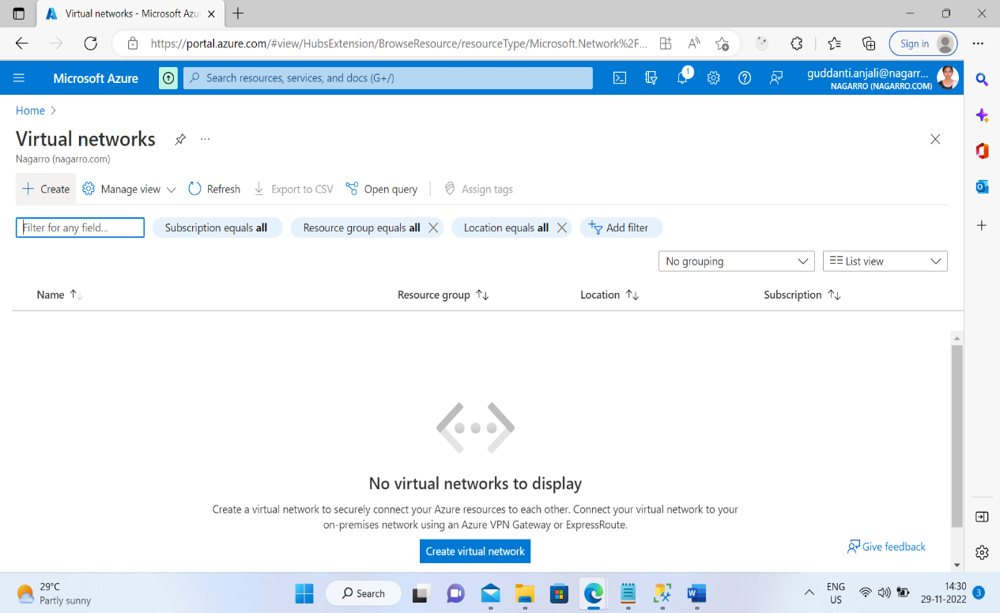 Virtual networks - Microsoft Azu
https://portal.azure.com/#view/HubsExtension/BrowseResource/resourceType/Microsoft.Network%2F...
Sign in
Microsoft Azure
Search resources, services, and docs (G+/)
1
guddanti.anjali@nagarr...
NAGARRO (NAGARRO.COM)
Home
Virtual networks
Nagarro (nagarro.com)
Create
Manage view
Refresh
Export to CSV
Open query
Assign tags
Filter for any field...
Subscription equals all
Resource group equals all
Location equals all
Add filter
No grouping
List view
Name
Resource group
Location
Subscription
No virtual networks to display
Create a virtual network to securely connect your Azure resources to each other. Connect your virtual network to your
on-premises network using an Azure VPN Gateway or ExpressRoute.
Create virtual network
Give feedback
29°C
Partly sunny
Search
ENG
US
14:30
29-11-2022
3